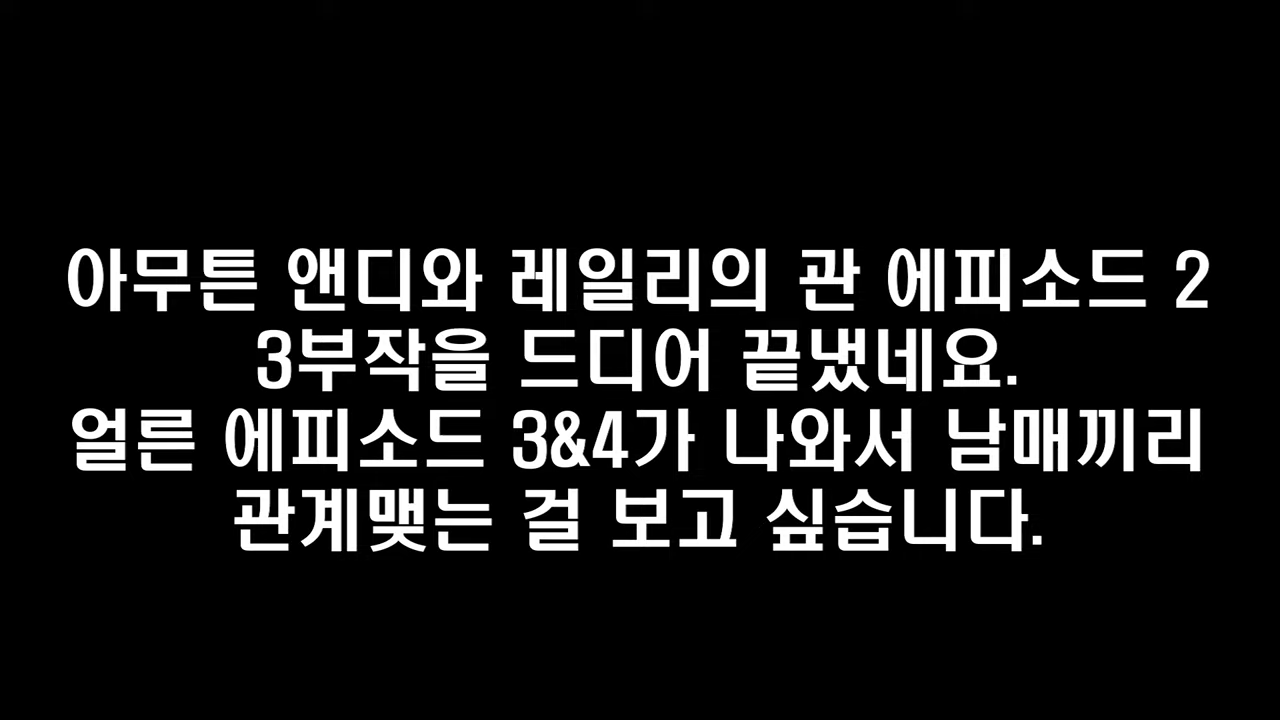 아무튼 앤디와 레일리의 관 에피소드 2
3부작을 드디어 끝냈네요.
얼른 에피소드 3&4가 나와서 남매끼리
관계맺는 걸 보고 싶습니다.